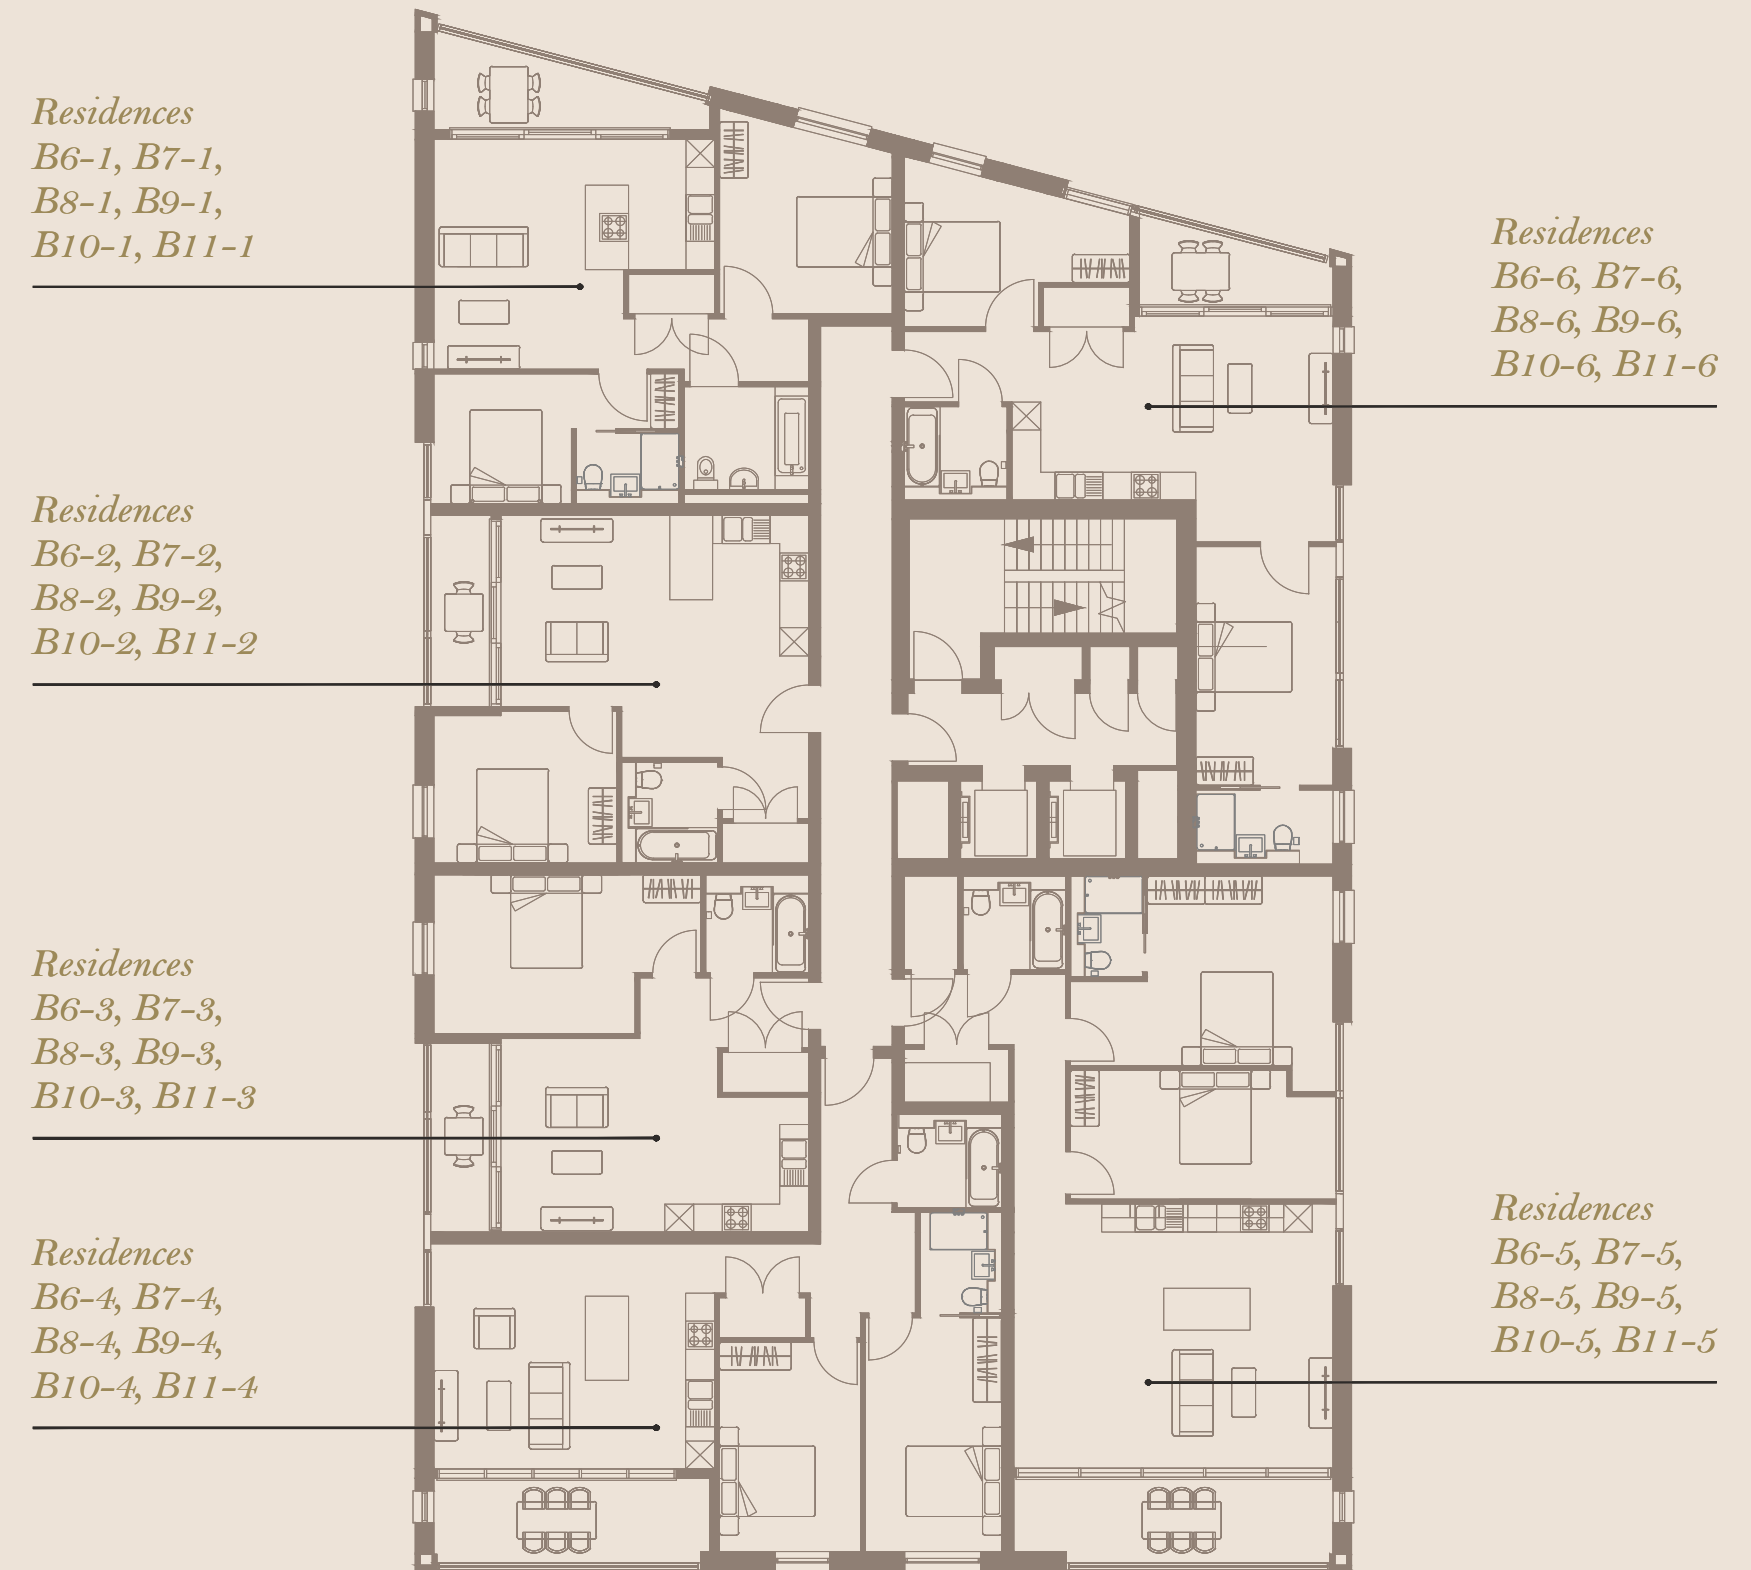 Residences
B6-1, B7-1,
B8-1, B9-1,
B10-1, B11-1
Residences
B6-2, B7-2,
B8-2, B9-2,
B10-2, B11-2
Residences
B6-3, B7-3,
B8-3, B9-3,
B10-3, B11-3
Residences
B6-4, B7-4,
B8-4, B9-4,
B10-4, B11-4
Residences
B6-6, B7-6,
B8-6, B9-6,
B10-6, B11-6
Residences
B6-5, B7-5,
B8-5, B9-5,
B10-5, B11-5